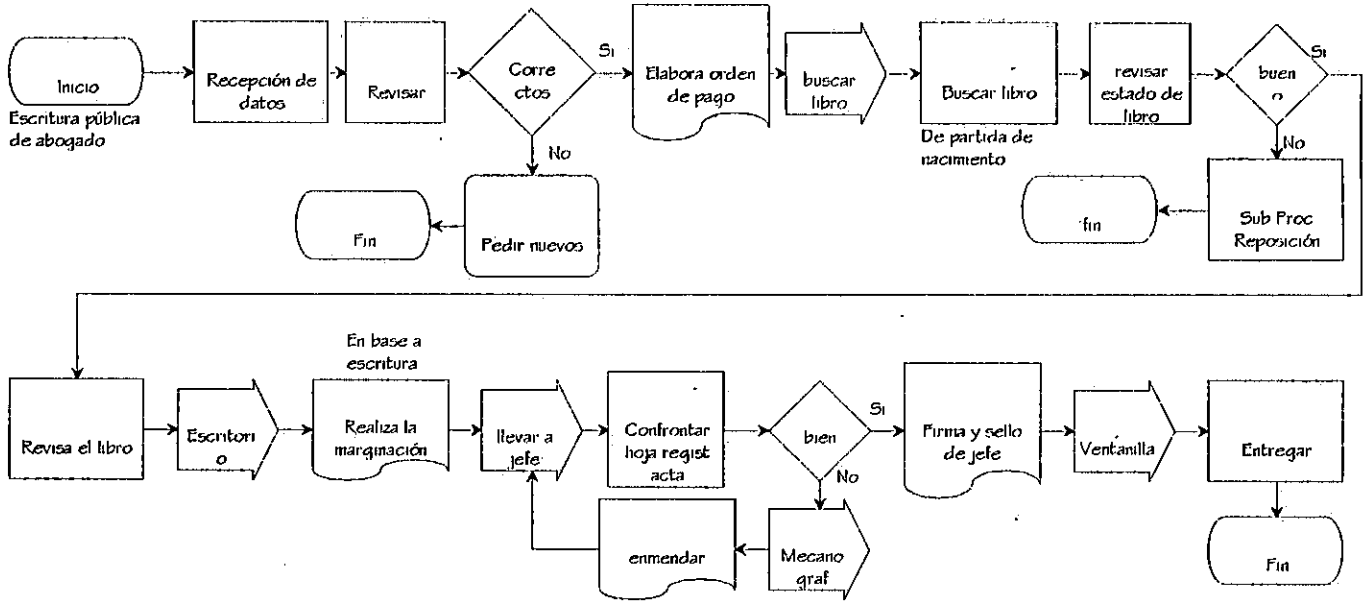 Inicio
Escritura pública
de abogado
Recepción de
datos
Revisar
Corre
ctos
Si
No
Pedir nuevos
Fin
Elabora orden
de pago
buscar
libro
Buscar libro
De partida de
nacimiento
revisar
estado de
libro
buen
o
Si
No
Sub Proc
Reposición
fin
Revisa el libro
Escritori
o
En base a
escritura
Realiza la
marginación
llevar a
jefe
Confrontar
hoja regist
acta
bien
Si
No
Mecano
graf
enmendar
Firma y sello
de jefe
Ventanilla
Entregar
Fin